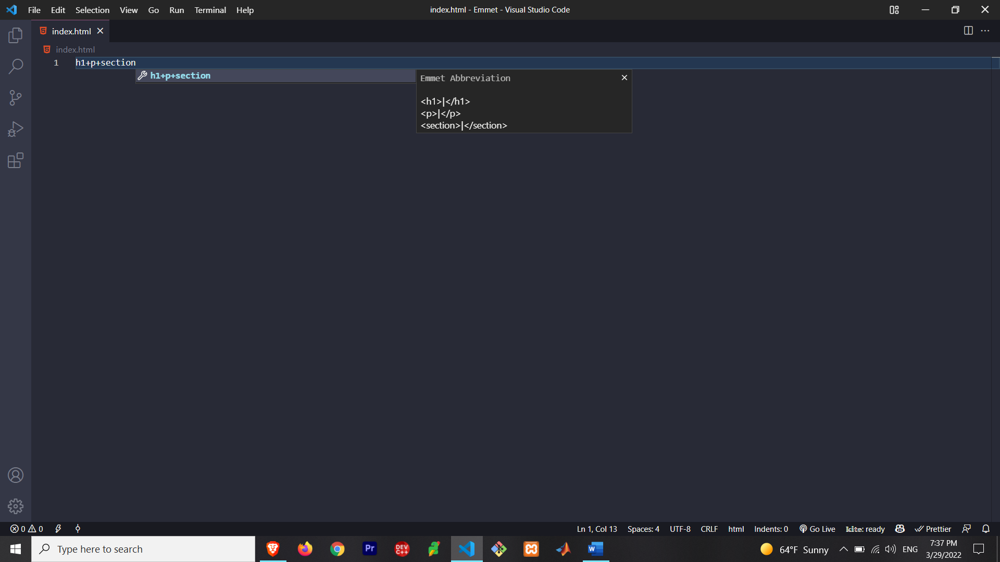 File Edit Selection View Go Run Terminal Help
index.html - Emmet - Visual Studio Code
index.html
index.html
1 h1+p+section
h1+p+section
Emmet Abbreviation
<h1>|</h1>
<p>|</p>
<section>|</section>
0 0
Ln 1, Col 13 Spaces: 4 UTF-8 CRLF html Indents: 0 Go Live kite: ready Prettier
Type here to search
Pr
DEV
C++
W
64°F Sunny
ENG
7:37 PM
3/29/2022